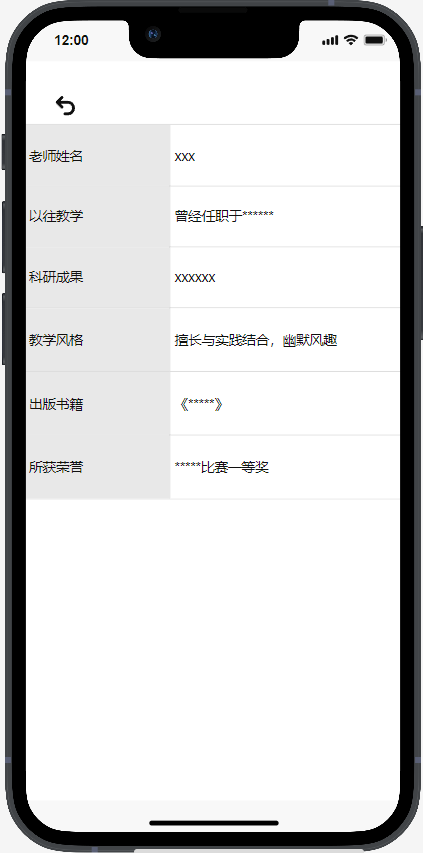 12:00
老师姓名
xxx
以往教学
曾经任职于******
科研成果
xxxxxx
教学风格
擅长与实践结合，幽默风趣
出版书籍
《*****》
所获荣誉
*****比赛一等奖